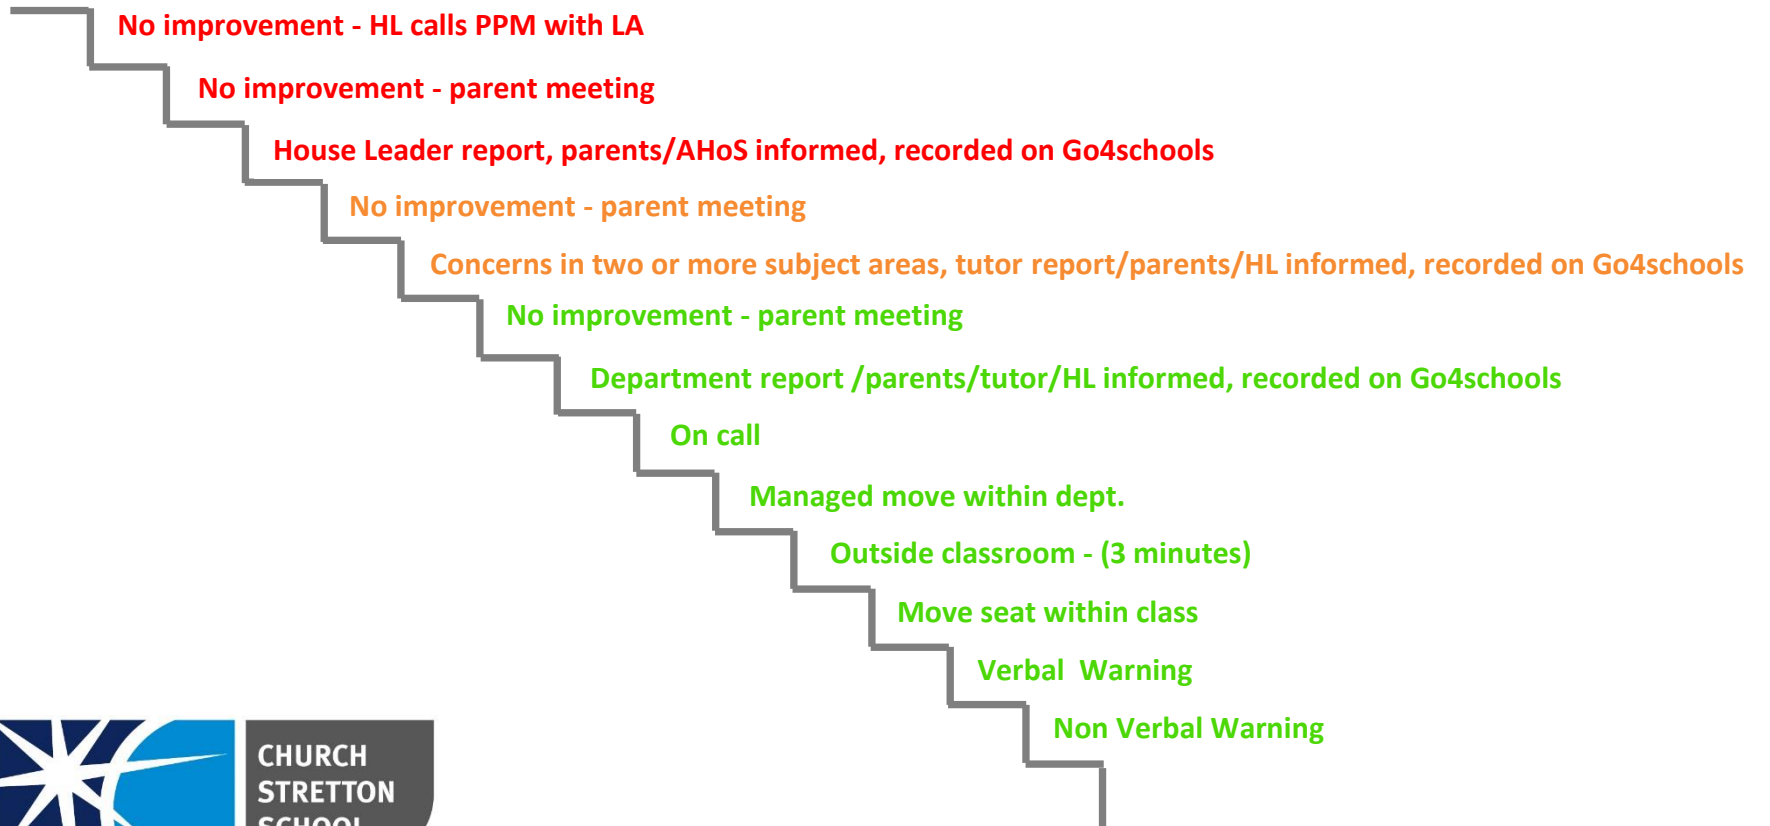 No improvement - HL calls PPM with LA
No improvement - parent meeting
House Leader report, parents/AHoS informed, recorded on Go4schools
No improvement - parent meeting
Concerns in two or more subject areas, tutor report/parents/HL informed, recorded on Go4schools
No improvement - parent meeting
Department report /parents/tutor/HL informed, recorded on Go4schools
On call
Managed move within dept.
Outside classroom - (3 minutes)
Move seat within class
Verbal  Warning
Non Verbal Warning
CHURCH
STRETTON
SCHOOL